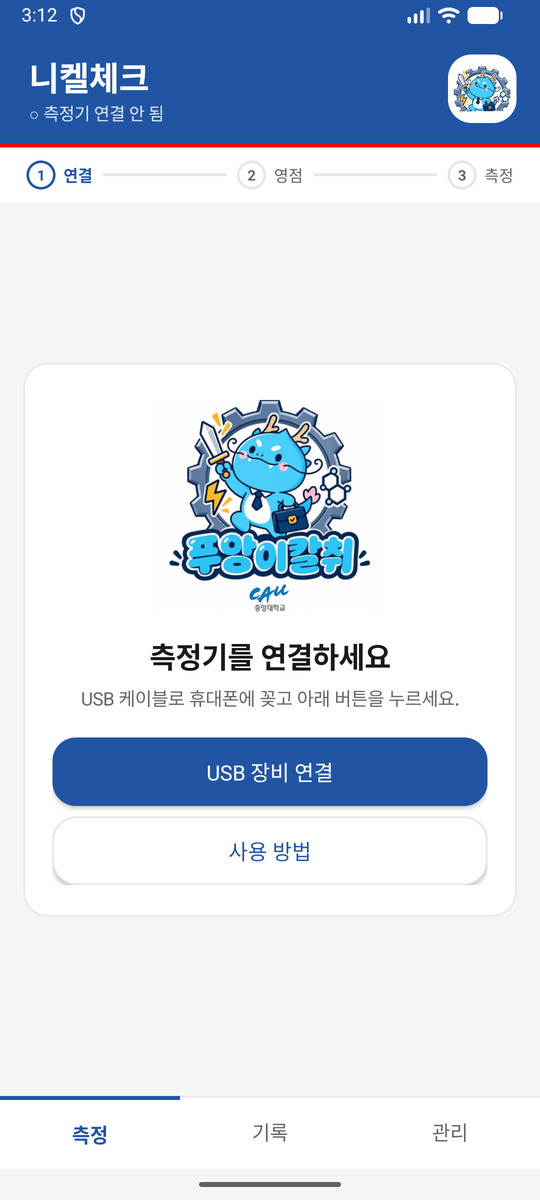 3:12
니켈체크
○ 측정기 연결 안 됨
1 연결
2 영점
3 측정
푸앙이칼취
CAU
중앙대학교
측정기를 연결하세요
USB 케이블로 휴대폰에 꽂고 아래 버튼을 누르세요.
USB 장비 연결
사용 방법
측정
기록
관리